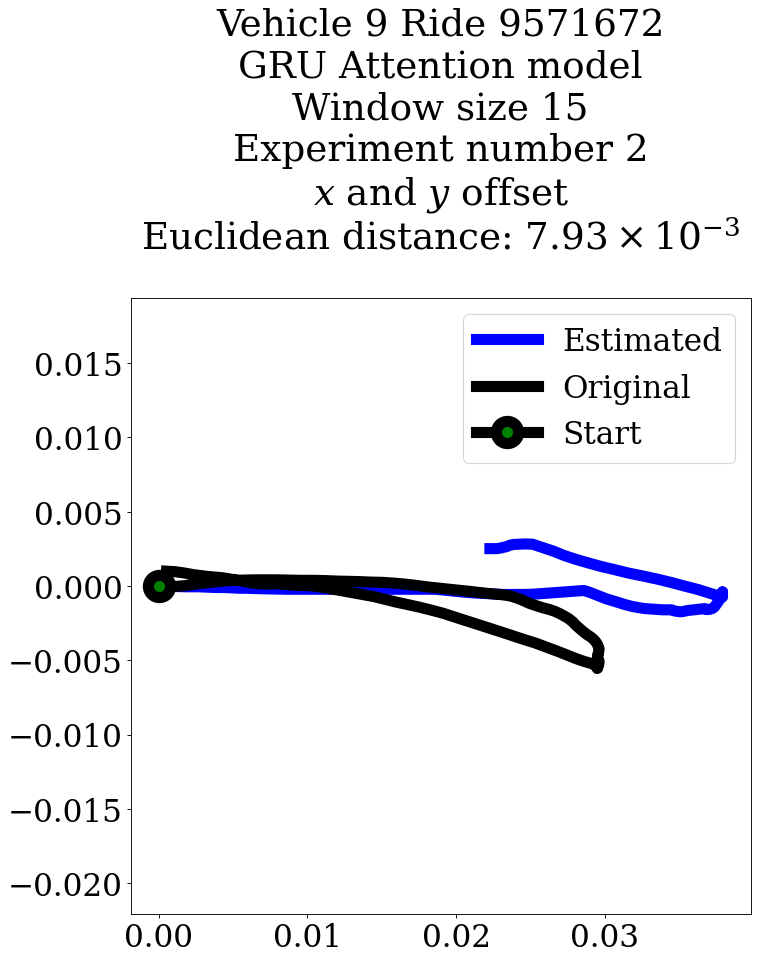 Vehicle 9 Ride 9571672
GRU Attention model
Window size 15
Experiment number 2
x and y offset
Euclidean distance: 7.93 × 10⁻³
Estimated
Original
Start
0.015
0.010
0.005
0.000
−0.005
−0.010
−0.015
−0.020
0.00 0.01 0.02 0.03